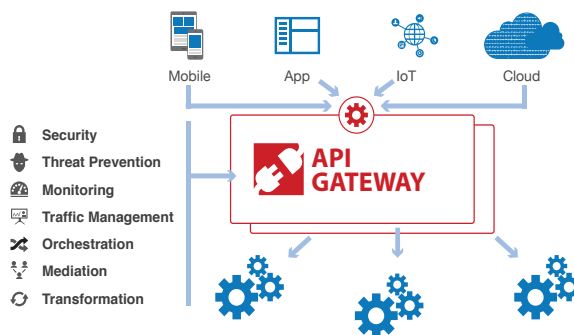 Mobile
App
IoT
Cloud
Security
Threat Prevention
Monitoring
Traffic Management
Orchestration
Mediation
Transformation
API
GATEWAY